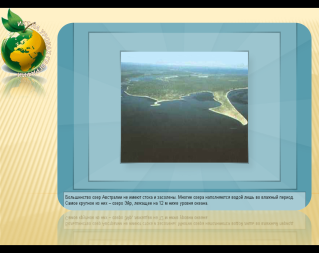 Большинство озер Австралии не имеют стока и засолены. Многие озера наполняются водой лишь во влажный период.
Самое крупное из них – озеро Эйр, лежащее на 12 м ниже уровня океана.